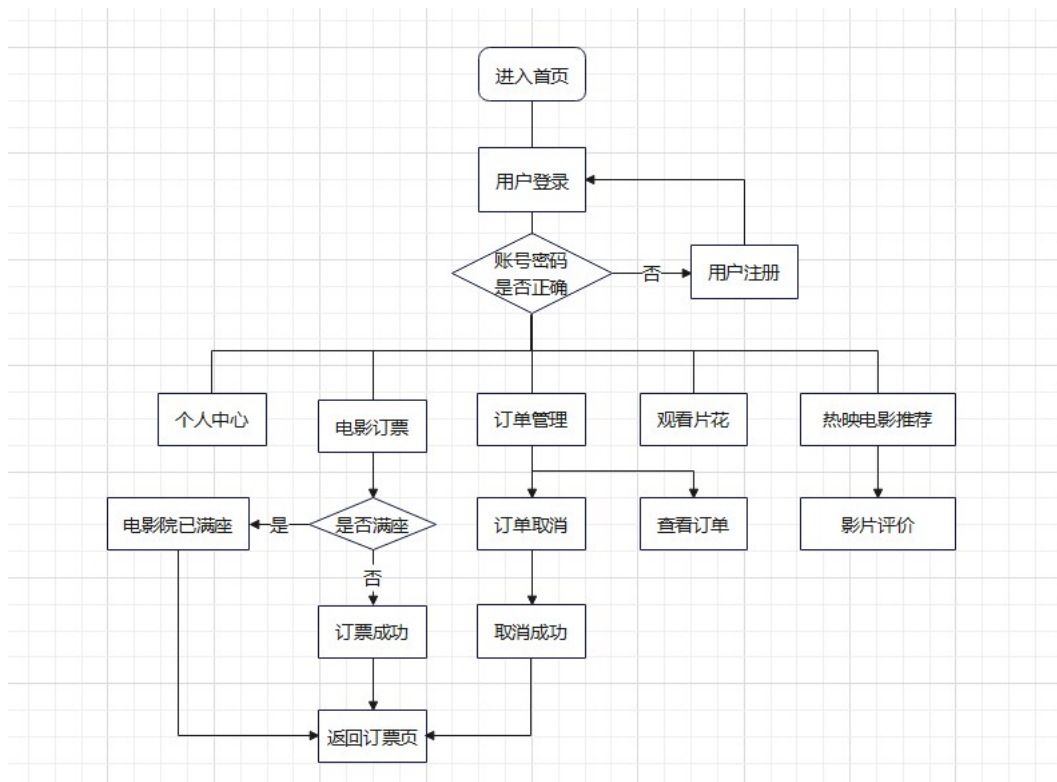 进入首页
用户登录
账号密码
是否正确
否
用户注册
个人中心
电影订票
订单管理
观看片花
热映电影推荐
电影院已满座
是
是否满座
订单取消
查看订单
影片评价
否
订票成功
取消成功
返回订票页